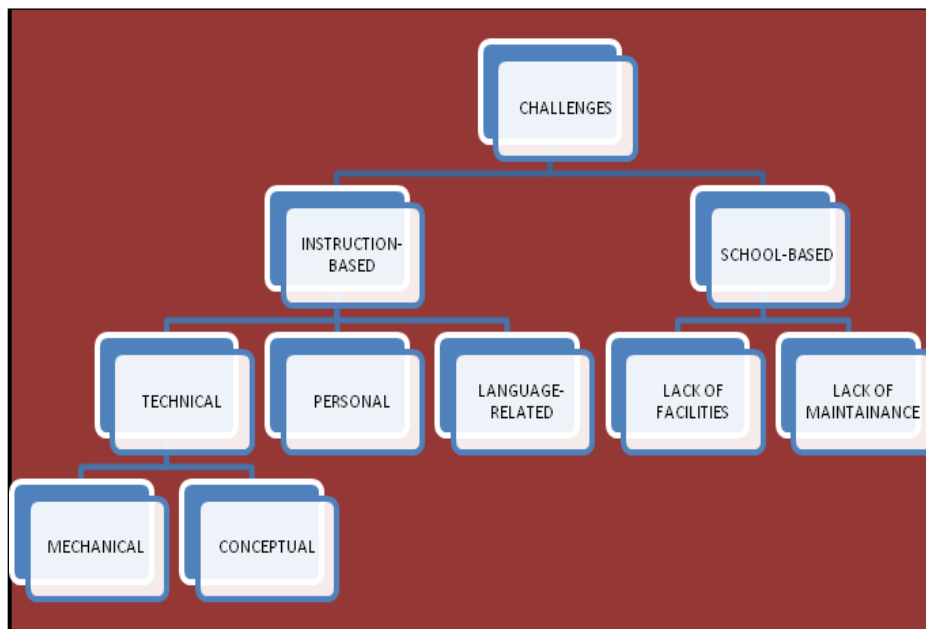 CHALLENGES
INSTRUCTION-
BASED
SCHOOL-BASED
TECHNICAL
PERSONAL
LANGUAGE-
RELATED
LACK OF
FACILITIES
LACK OF
MAINTAINANCE
MECHANICAL
CONCEPTUAL